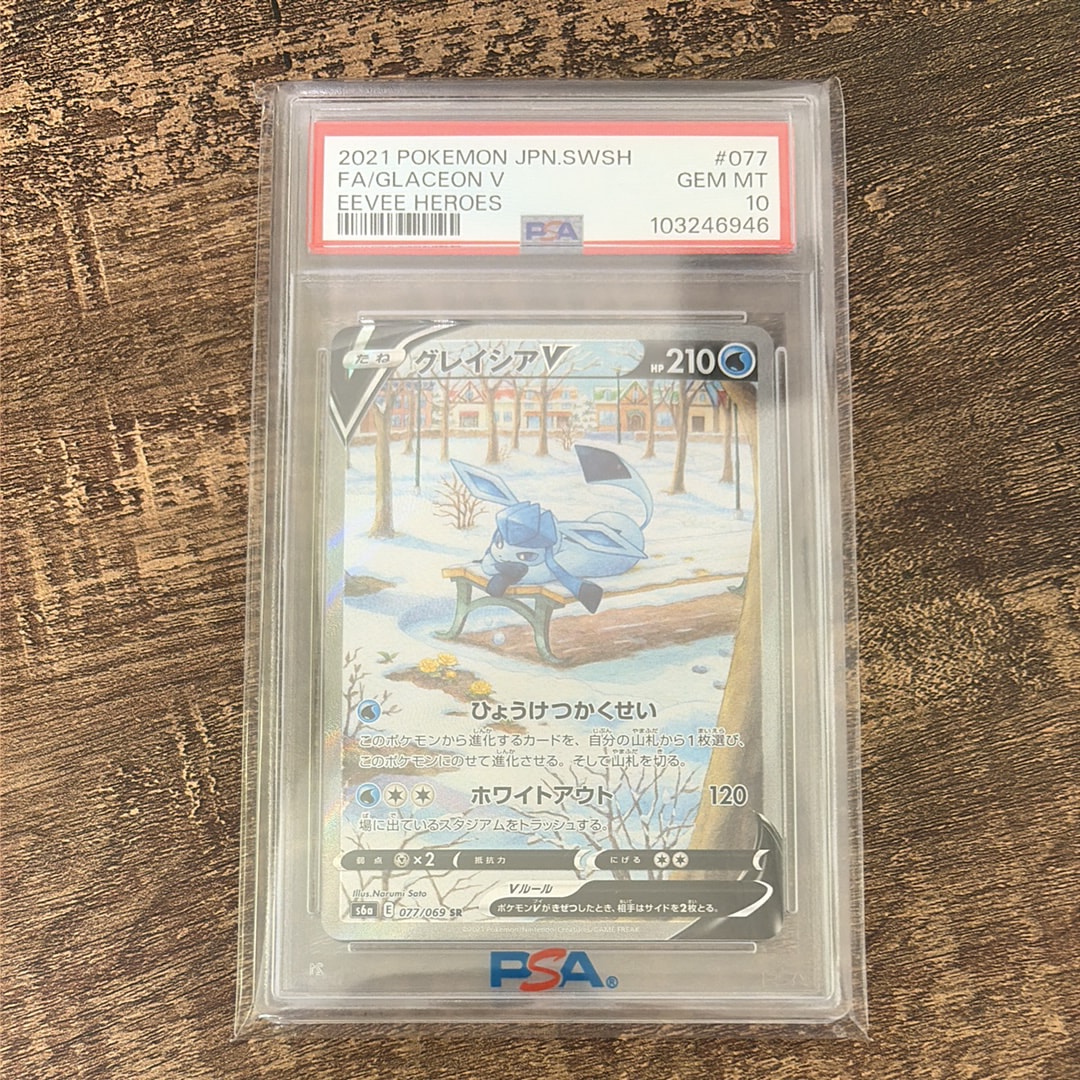 2021 POKEMON JPN.SWSH #077
FA/GLACEON V GEM MT
EEVEE HEROES 10
PSA 103246946
たね グレイシアV HP 210
ひょうけつかくせい
このポケモンから進化するカードを、自分の山札から1枚選び、
このポケモンにのせて進化させる。そして山札を切る。
ホワイトアウト 120
場に出ているスタジアムをトラッシュする。
弱点 ×2 抵抗力 にげる
Illus. Narumi Sato
Vルール
ポケモンVがきぜつしたとき、相手はサイドを2枚とる。
s6a E 077/069 SR
©2021 Pokémon/Nintendo/Creatures/GAME FREAK
PSA®